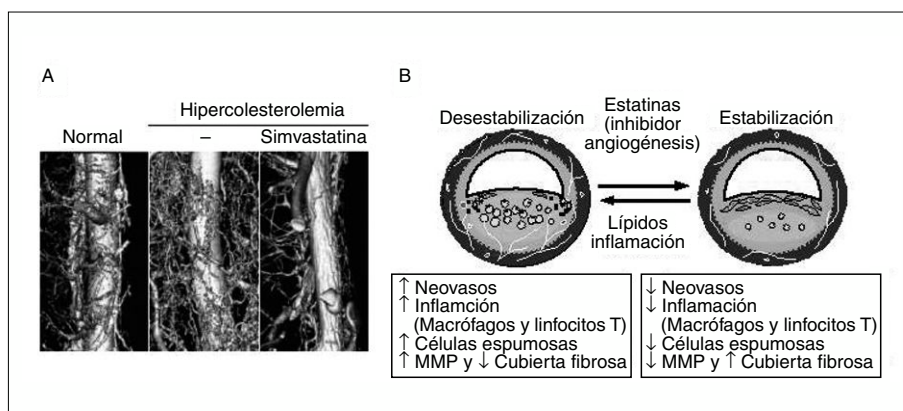 A
Hipercolesterolemia
Normal
–
Simvastatina
B
Desestabilización
Estatinas
(inhibidor
angiogénesis)
Estabilización
Lípidos
inflamación
↑ Neovasos
↑ Inflamción
(Macrófagos y linfocitos T)
↑ Células espumosas
↑ MMP y ↓ Cubierta fibrosa
↓ Neovasos
↓ Inflamación
(Macrófagos y linfocitos T)
↓ Células espumosas
↓ MMP y ↑ Cubierta fibrosa